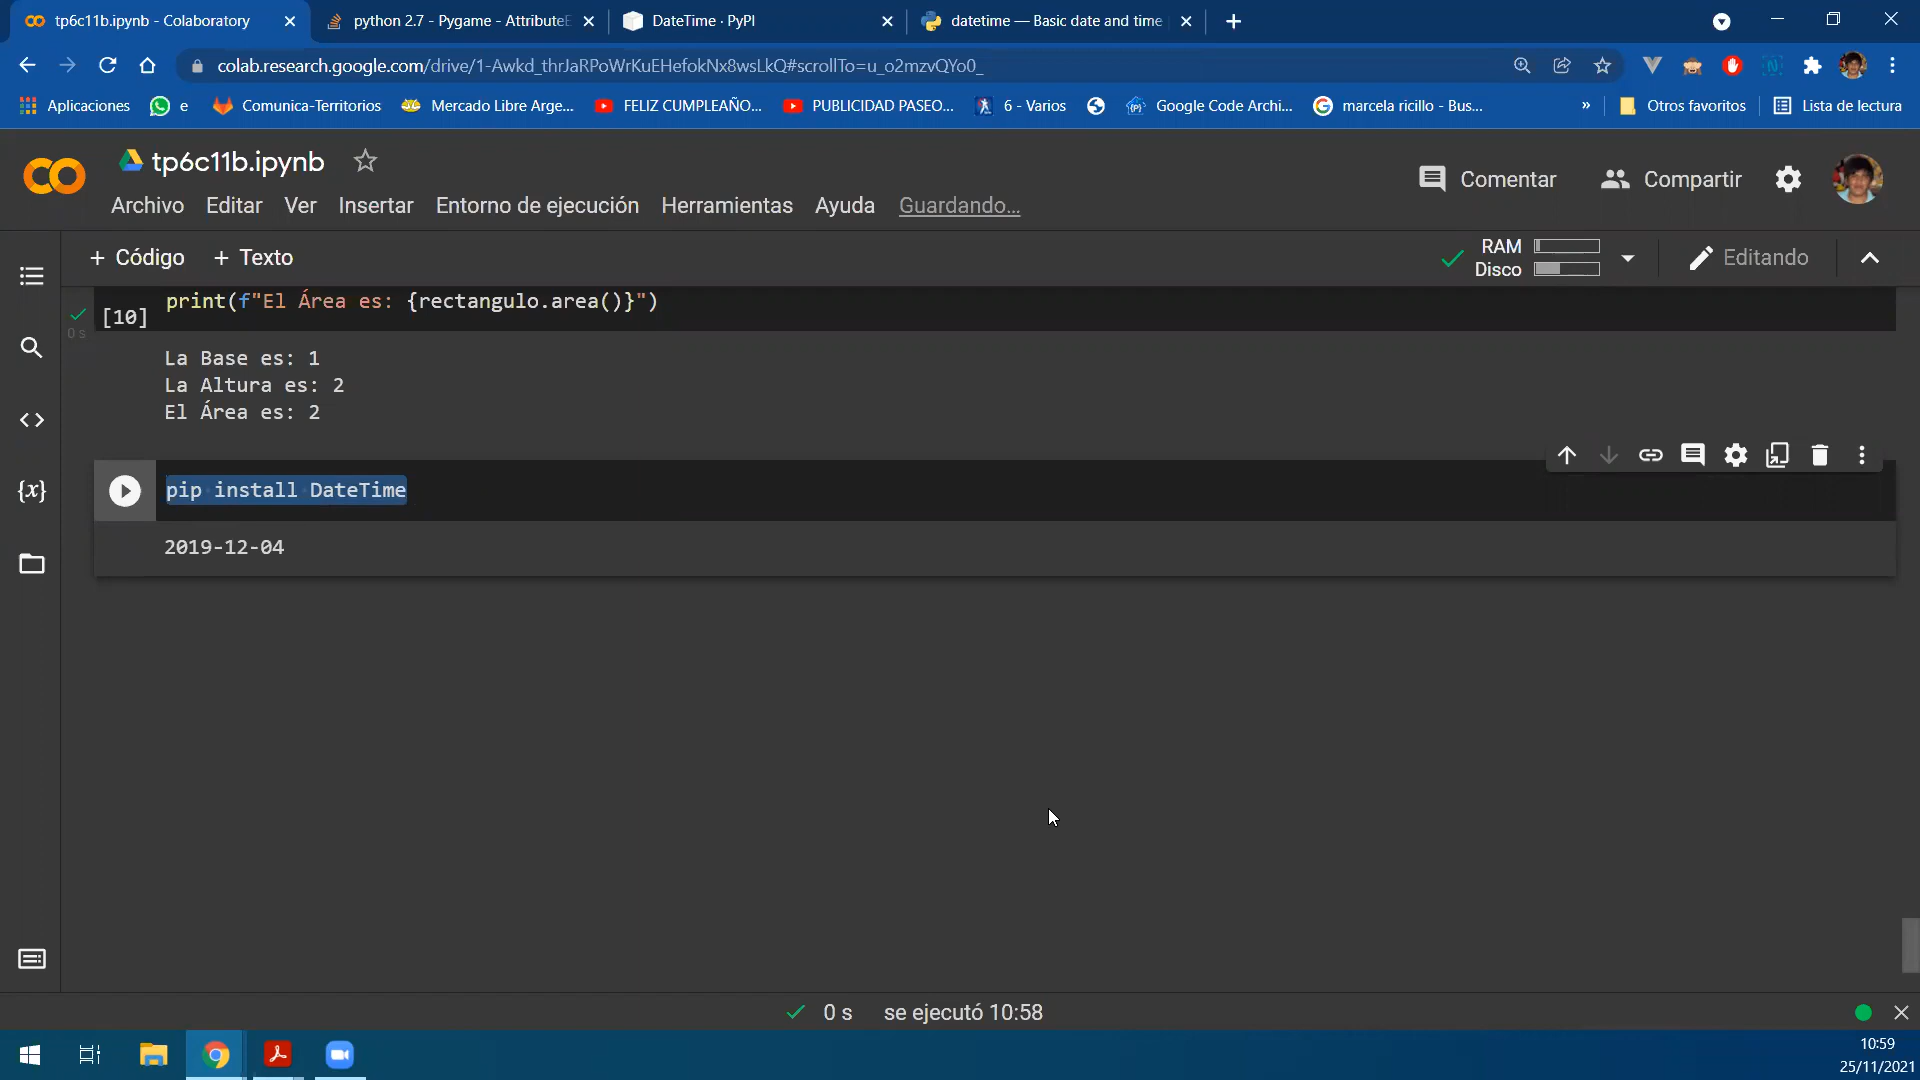 tp6c11b.ipynb - Colaboratory
python 2.7 - Pygame - AttributeE
DateTime · PyPI
datetime — Basic date and time
colab.research.google.com/drive/1-Awkd_thrJaRPoWrKuEHefokNx8wsLkQ#scrollTo=u_o2mzvQYo0_
Aplicaciones
e
Comunica-Territorios
Mercado Libre Arge...
FELIZ CUMPLEAÑO...
PUBLICIDAD PASEO...
6 - Varios
Google Code Archi...
marcela ricillo - Bus...
»
Otros favoritos
Lista de lectura
tp6c11b.ipynb
Comentar
Compartir
Archivo Editar Ver Insertar Entorno de ejecución Herramientas Ayuda Guardando...
+ Código + Texto
RAM
Disco
Editando
print(f"El Área es: {rectangulo.area()}")
[10]
0 s
La Base es: 1
La Altura es: 2
El Área es: 2
pip install DateTime
2019-12-04
{x}
0 s se ejecutó 10:58
10:59
25/11/2021